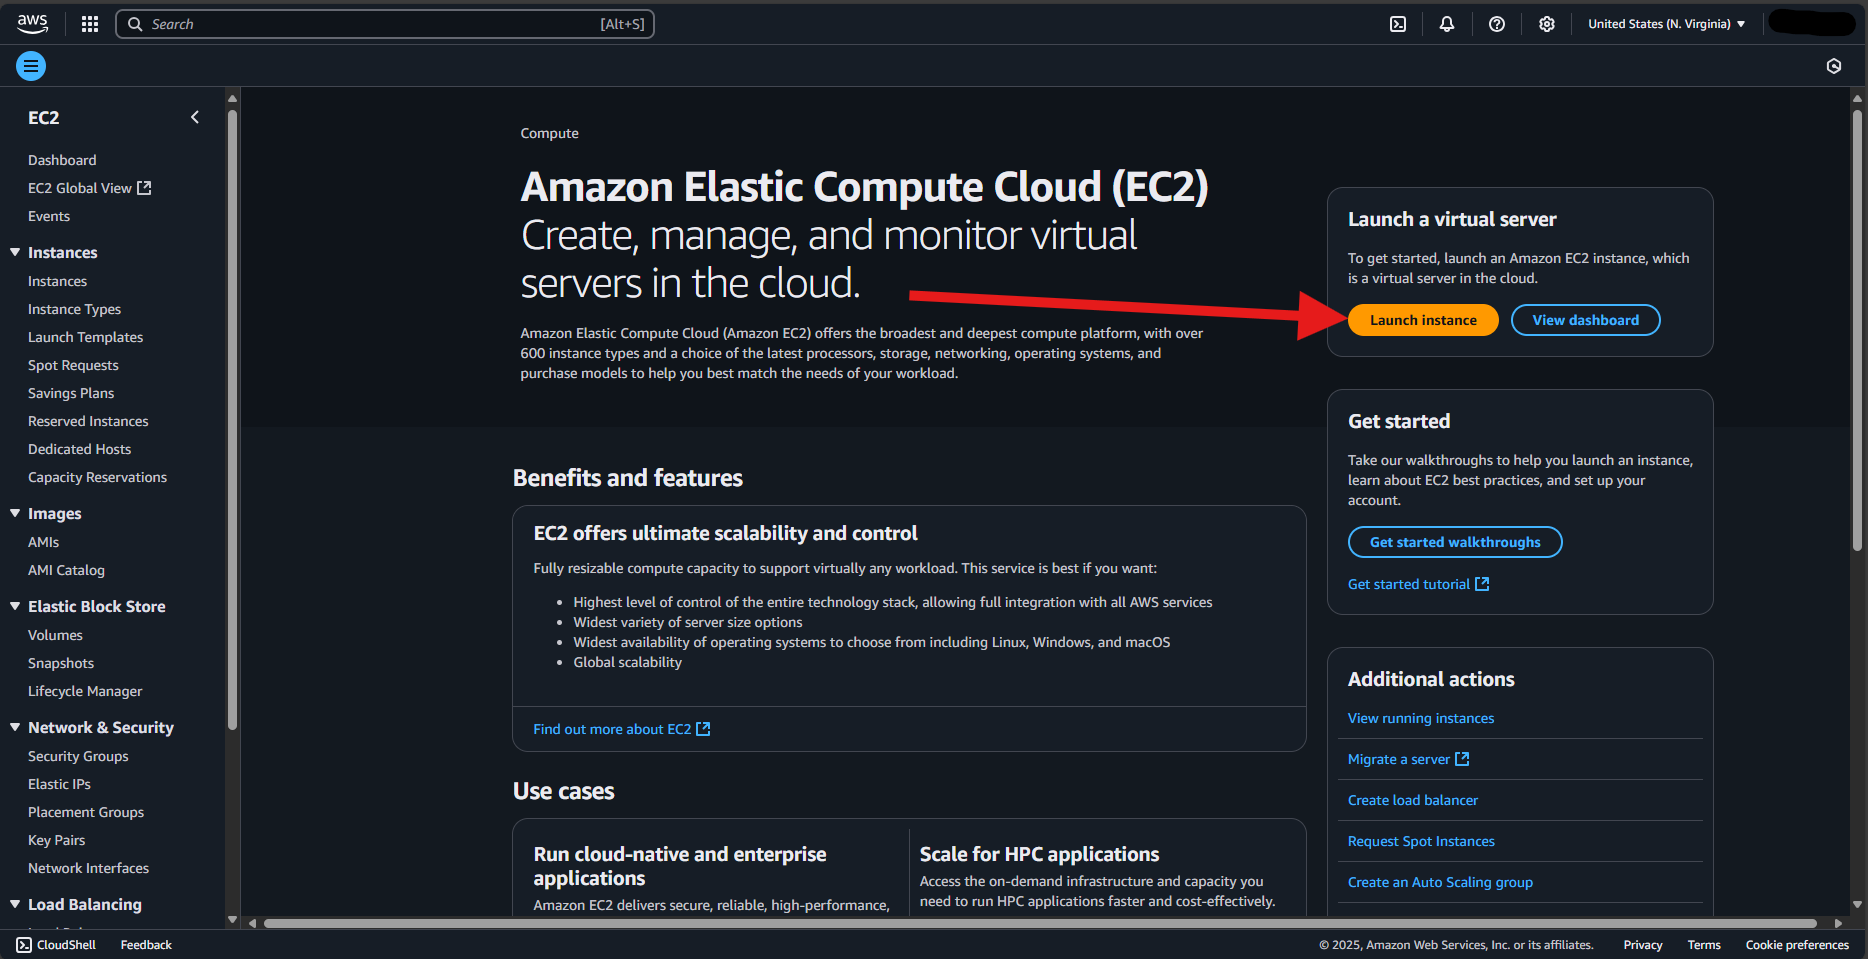 aws
Search [Alt+S]
United States (N. Virginia)
EC2
Dashboard
EC2 Global View
Events
Instances
Instances
Instance Types
Launch Templates
Spot Requests
Savings Plans
Reserved Instances
Dedicated Hosts
Capacity Reservations
Images
AMIs
AMI Catalog
Elastic Block Store
Volumes
Snapshots
Lifecycle Manager
Network & Security
Security Groups
Elastic IPs
Placement Groups
Key Pairs
Network Interfaces
Load Balancing
Compute
Amazon Elastic Compute Cloud (EC2)
Create, manage, and monitor virtual
servers in the cloud.
Amazon Elastic Compute Cloud (Amazon EC2) offers the broadest and deepest compute platform, with over
600 instance types and a choice of the latest processors, storage, networking, operating systems, and
purchase models to help you best match the needs of your workload.
Benefits and features
EC2 offers ultimate scalability and control
Fully resizable compute capacity to support virtually any workload. This service is best if you want:
• Highest level of control of the entire technology stack, allowing full integration with all AWS services
• Widest variety of server size options
• Widest availability of operating systems to choose from including Linux, Windows, and macOS
• Global scalability
Find out more about EC2
Use cases
Run cloud-native and enterprise
applications
Amazon EC2 delivers secure, reliable, high-performance,
Scale for HPC applications
Access the on-demand infrastructure and capacity you
need to run HPC applications faster and cost-effectively.
Launch a virtual server
To get started, launch an Amazon EC2 instance, which
is a virtual server in the cloud.
Launch instance View dashboard
Get started
Take our walkthroughs to help you launch an instance,
learn about EC2 best practices, and set up your
account.
Get started walkthroughs
Get started tutorial
Additional actions
View running instances
Migrate a server
Create load balancer
Request Spot Instances
Create an Auto Scaling group
CloudShell Feedback
© 2025, Amazon Web Services, Inc. or its affiliates. Privacy Terms Cookie preferences